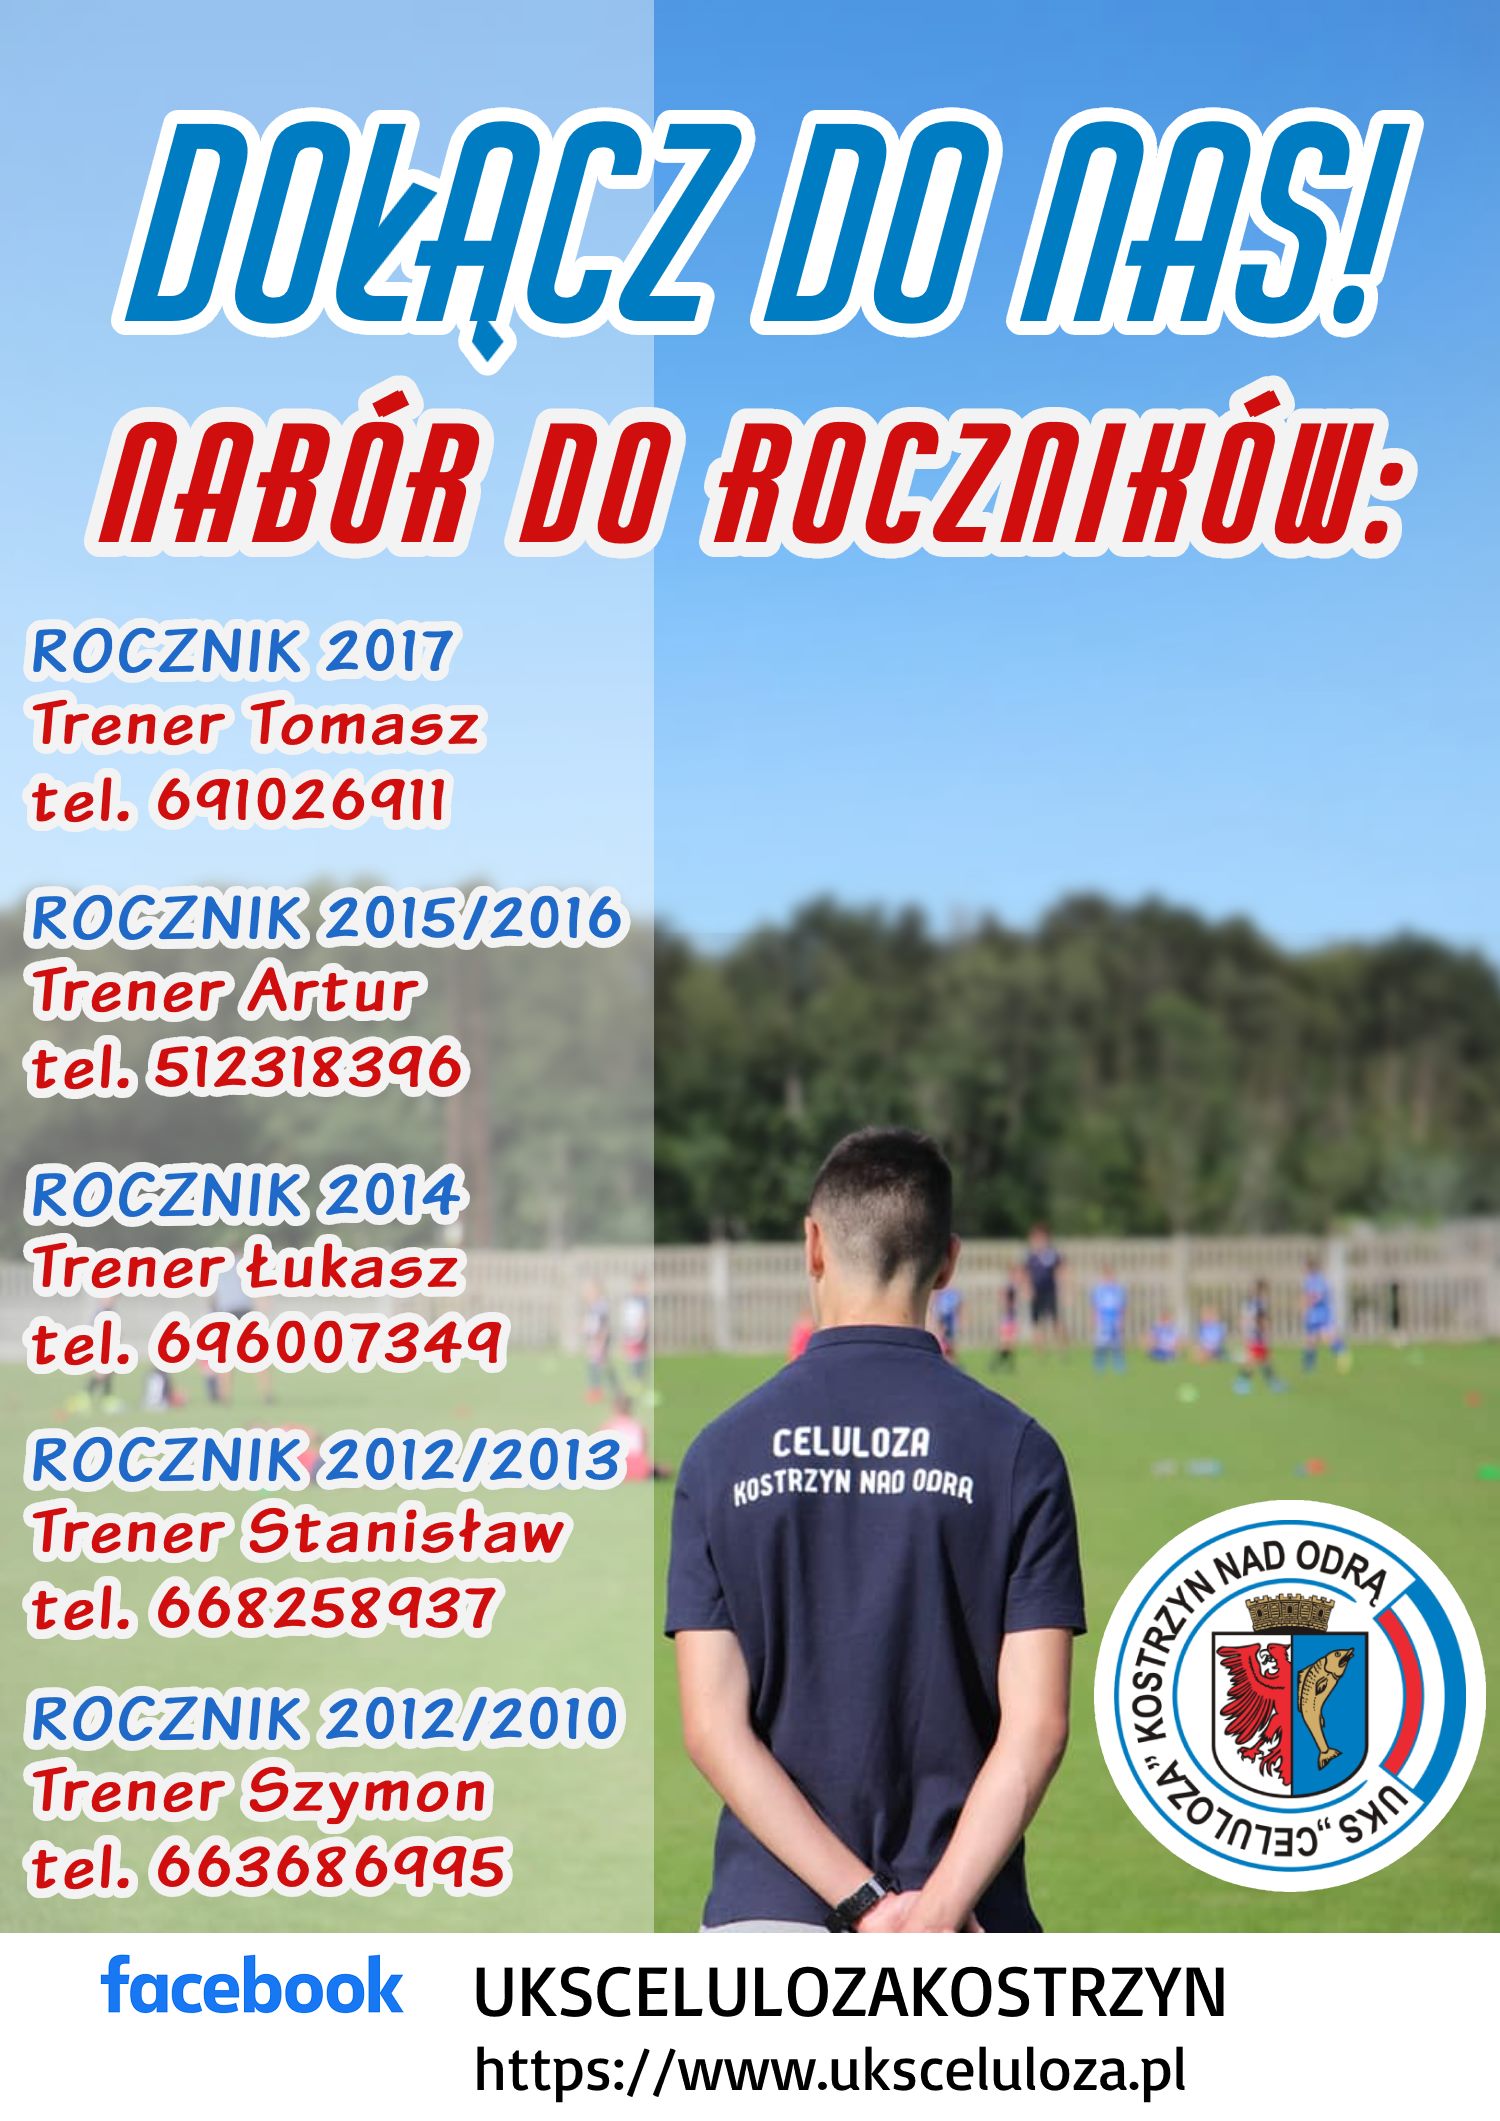 DOŁĄCZ DO NAS!
NABÓR DO ROCZNIKÓW:
ROCZNIK 2017
Trener Tomasz
tel. 691026911
ROCZNIK 2015/2016
Trener Artur
tel. 512318396
ROCZNIK 2014
Trener Łukasz
tel. 696007349
ROCZNIK 2012/2013
Trener Stanisław
tel. 668258937
ROCZNIK 2012/2010
Trener Szymon
tel. 663686995
CELULOZA
KOSTRZYN NAD ODRĄ
UKS „CELULOZA” KOSTRZYN NAD ODRĄ
facebook UKSCELULOZAKOSTRZYN
https://www.uksceluloza.pl